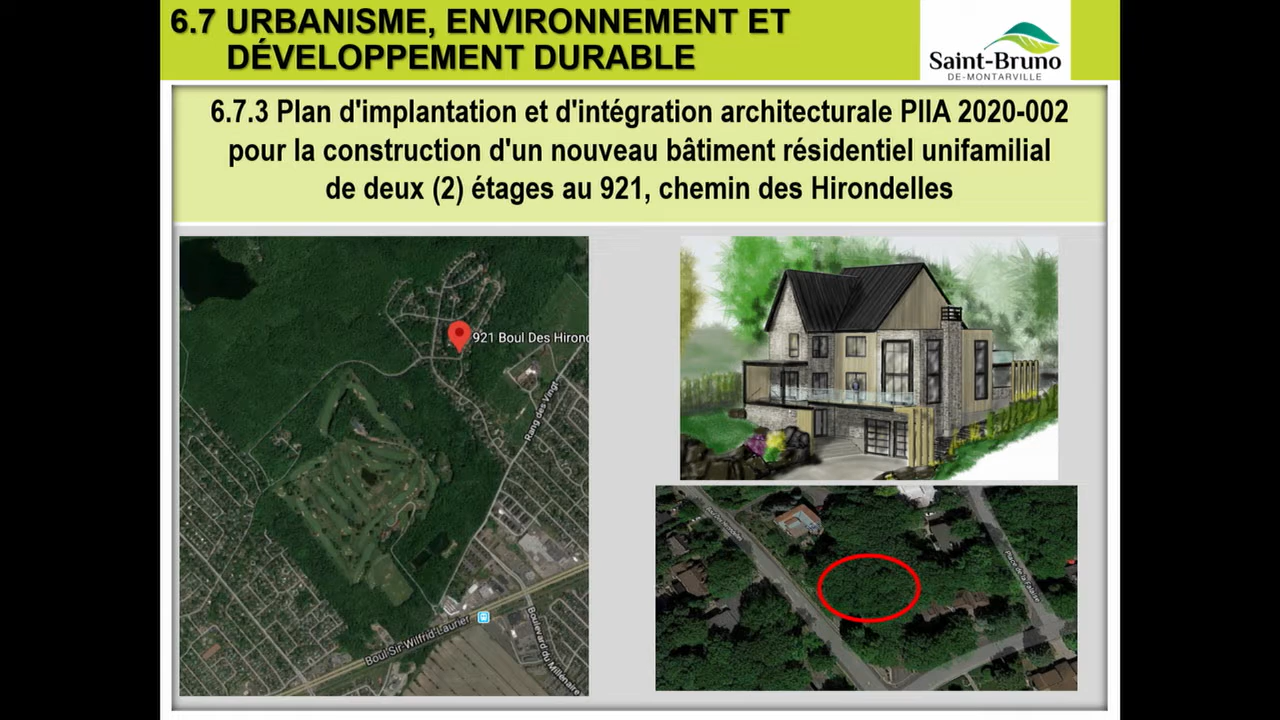 6.7 URBANISME, ENVIRONNEMENT ET
DÉVELOPPEMENT DURABLE
Saint-Bruno
DE-MONTARVILLE
6.7.3 Plan d'implantation et d'intégration architecturale PIIA 2020-002
pour la construction d'un nouveau bâtiment résidentiel unifamilial
de deux (2) étages au 921, chemin des Hirondelles
921 Boul Des Hirond
Rang des Vingt
Boul Sir-Wilfrid-Laurier
Boulevard du Millénaire